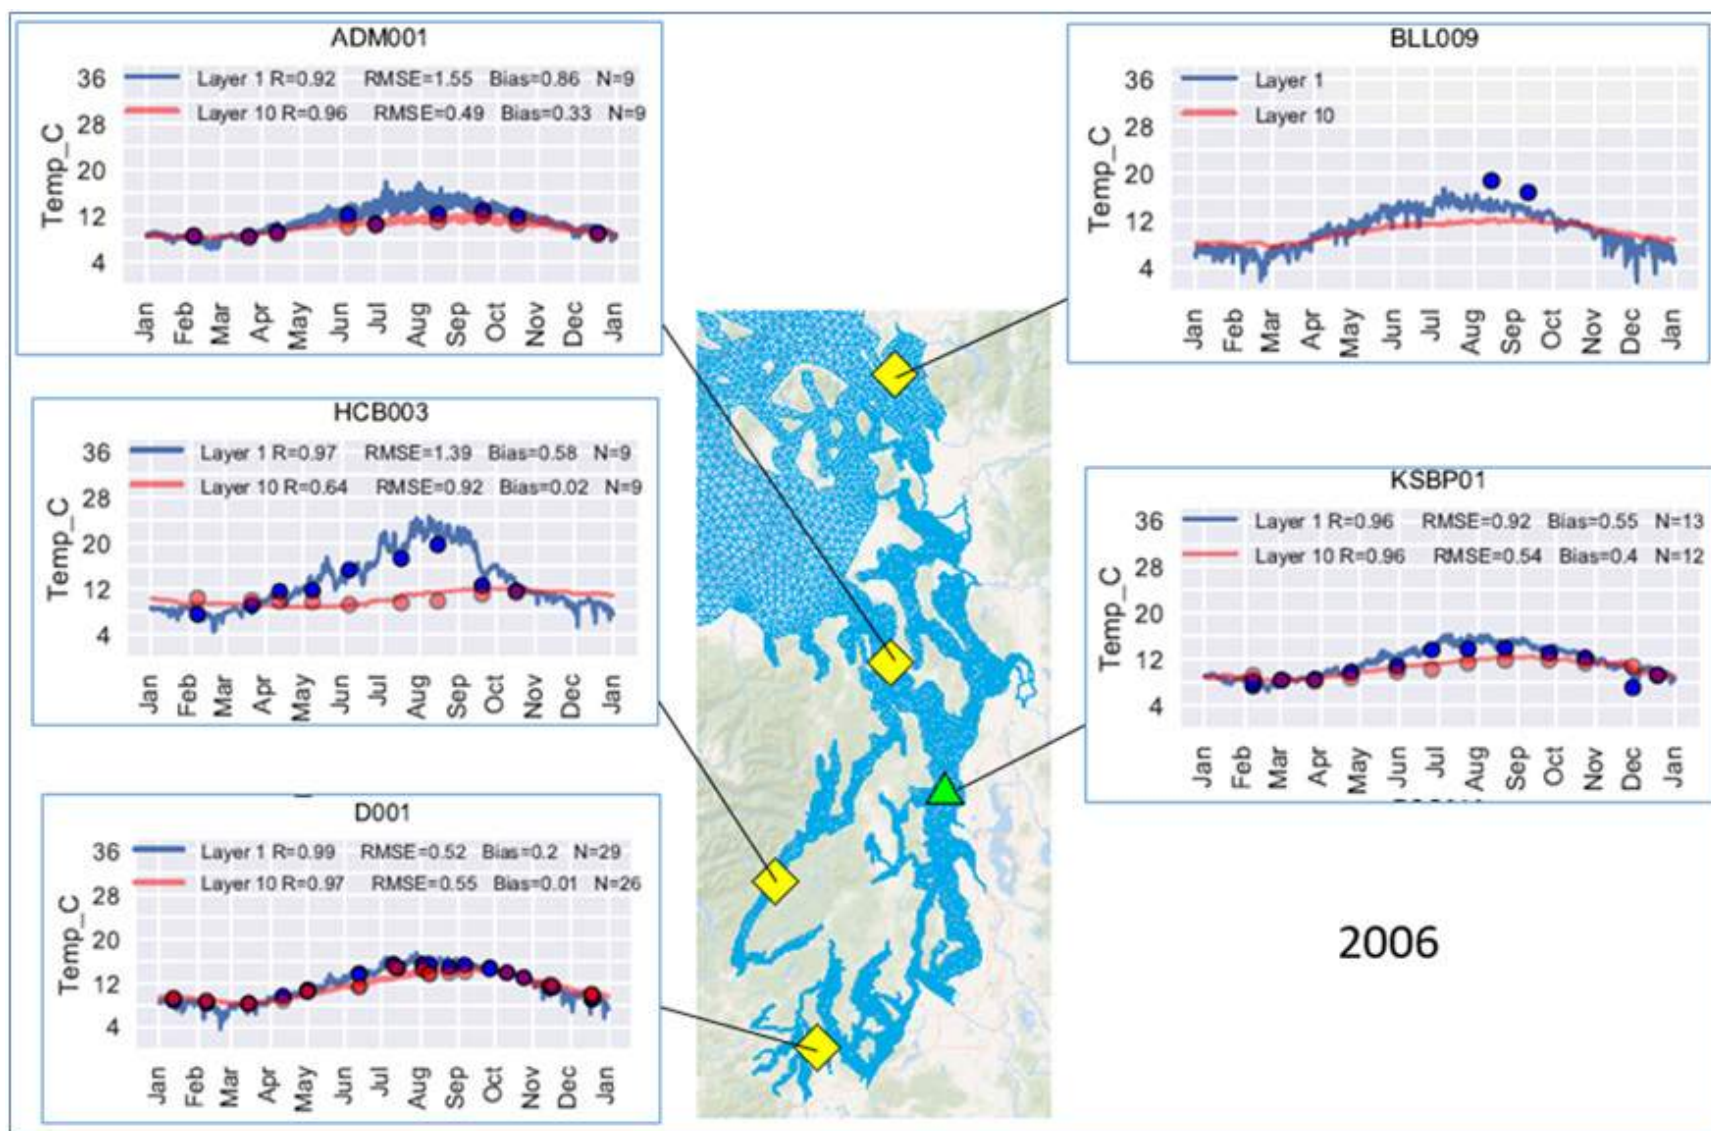 ADM001
36
28
20
12
4
Temp_C
Layer 1 R=0.92 RMSE=1.55 Bias=0.86 N=9
Layer 10 R=0.96 RMSE=0.49 Bias=0.33 N=9
Jan Feb Mar Apr May Jun Jul Aug Sep Oct Nov Dec Jan
BLL009
36
28
20
12
4
Temp_C
Layer 1
Layer 10
Jan Feb Mar Apr May Jun Jul Aug Sep Oct Nov Dec Jan
HCB003
36
28
20
12
4
Temp_C
Layer 1 R=0.97 RMSE=1.39 Bias=0.58 N=9
Layer 10 R=0.64 RMSE=0.92 Bias=0.02 N=9
Jan Feb Mar Apr May Jun Jul Aug Sep Oct Nov Dec Jan
KSBP01
36
28
20
12
4
Temp_C
Layer 1 R=0.96 RMSE=0.92 Bias=0.55 N=13
Layer 10 R=0.96 RMSE=0.54 Bias=0.4 N=12
Jan Feb Mar Apr May Jun Jul Aug Sep Oct Nov Dec Jan
D001
36
28
20
12
4
Temp_C
Layer 1 R=0.99 RMSE=0.52 Bias=0.2 N=29
Layer 10 R=0.97 RMSE=0.55 Bias=0.01 N=26
Jan Feb Mar Apr May Jun Jul Aug Sep Oct Nov Dec Jan
2006